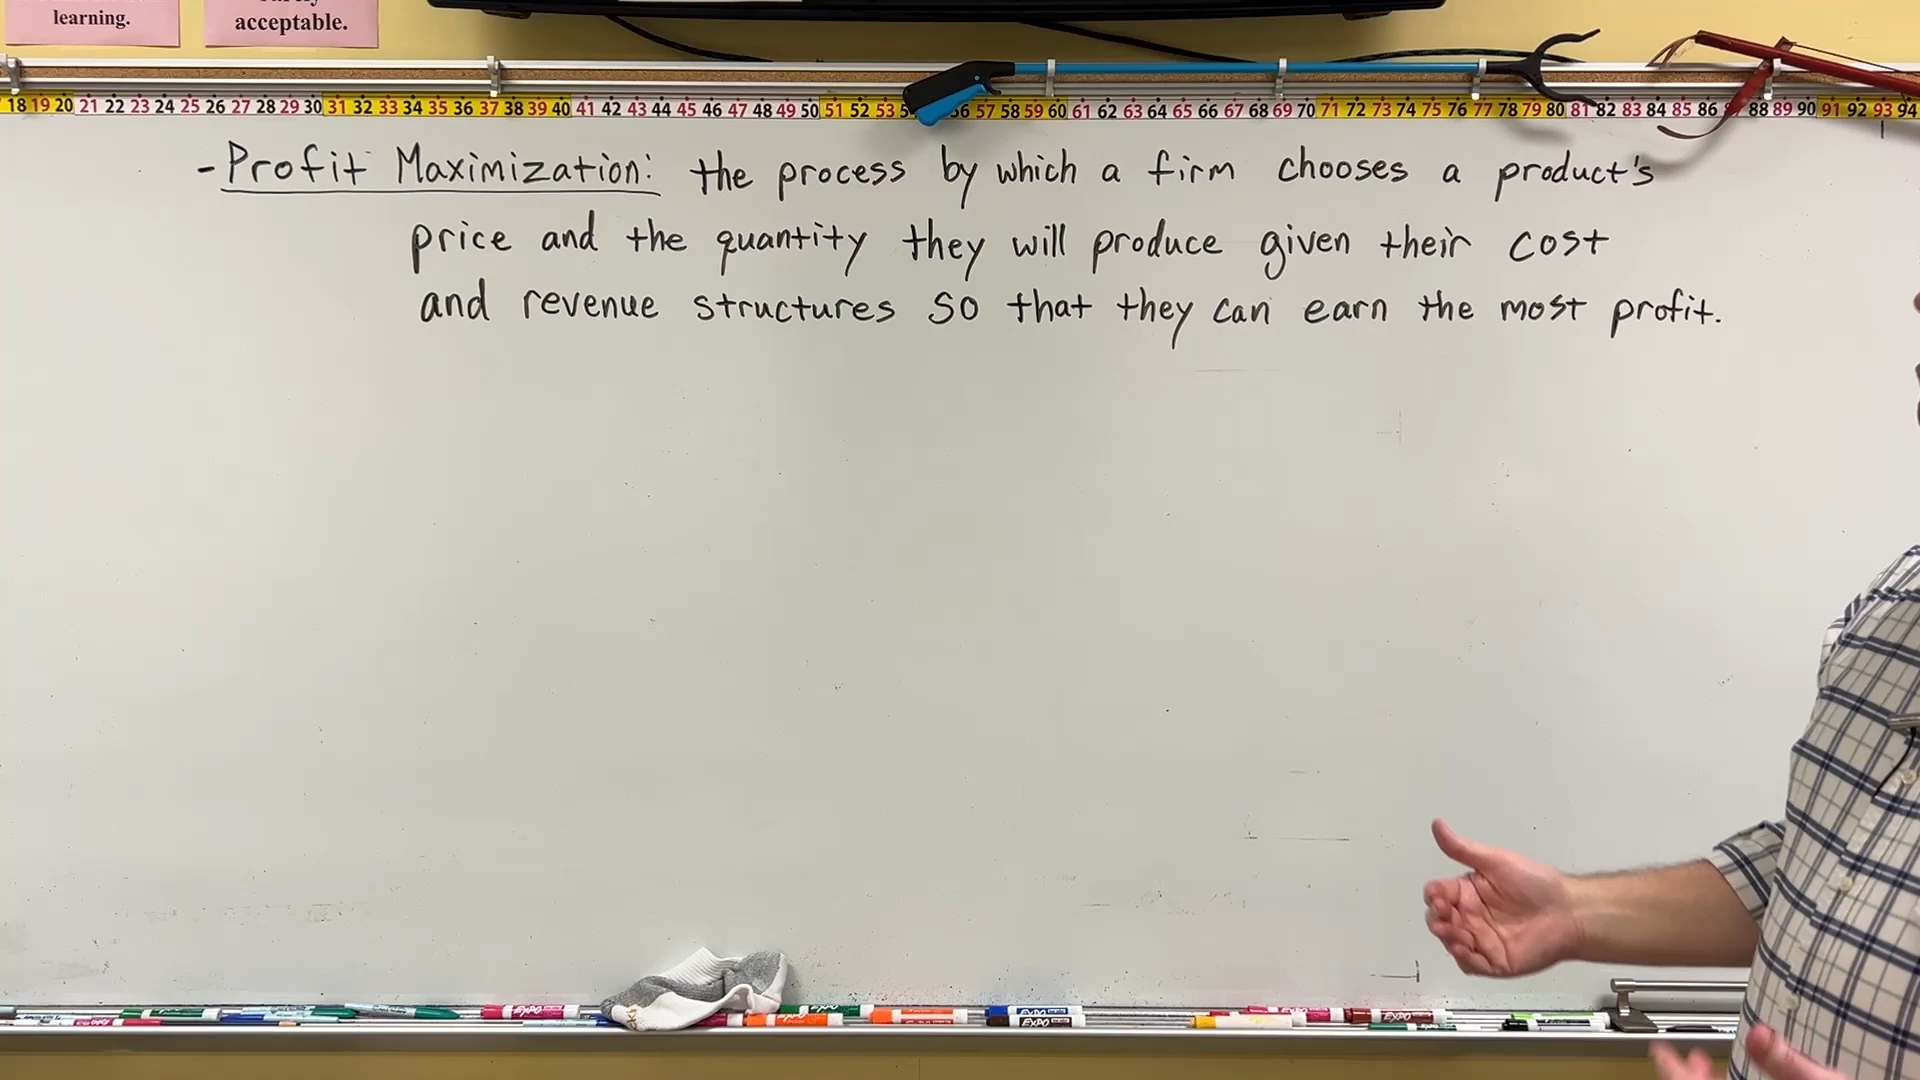 learning.
acceptable.
18 19 20 21 22 23 24 25 26 27 28 29 30 31 32 33 34 35 36 37 38 39 40 41 42 43 44 45 46 47 48 49 50 51 52 53 56 57 58 59 60 61 62 63 64 65 66 67 68 69 70 71 72 73 74 75 76 77 78 79 80 81 82 83 84 85 86 88 89 90 91 92 93 94
- Profit Maximization: the process by which a firm chooses a product's
price and the quantity they will produce given their cost
and revenue structures so that they can earn the most profit.
EXPO
EXPO
EXPO